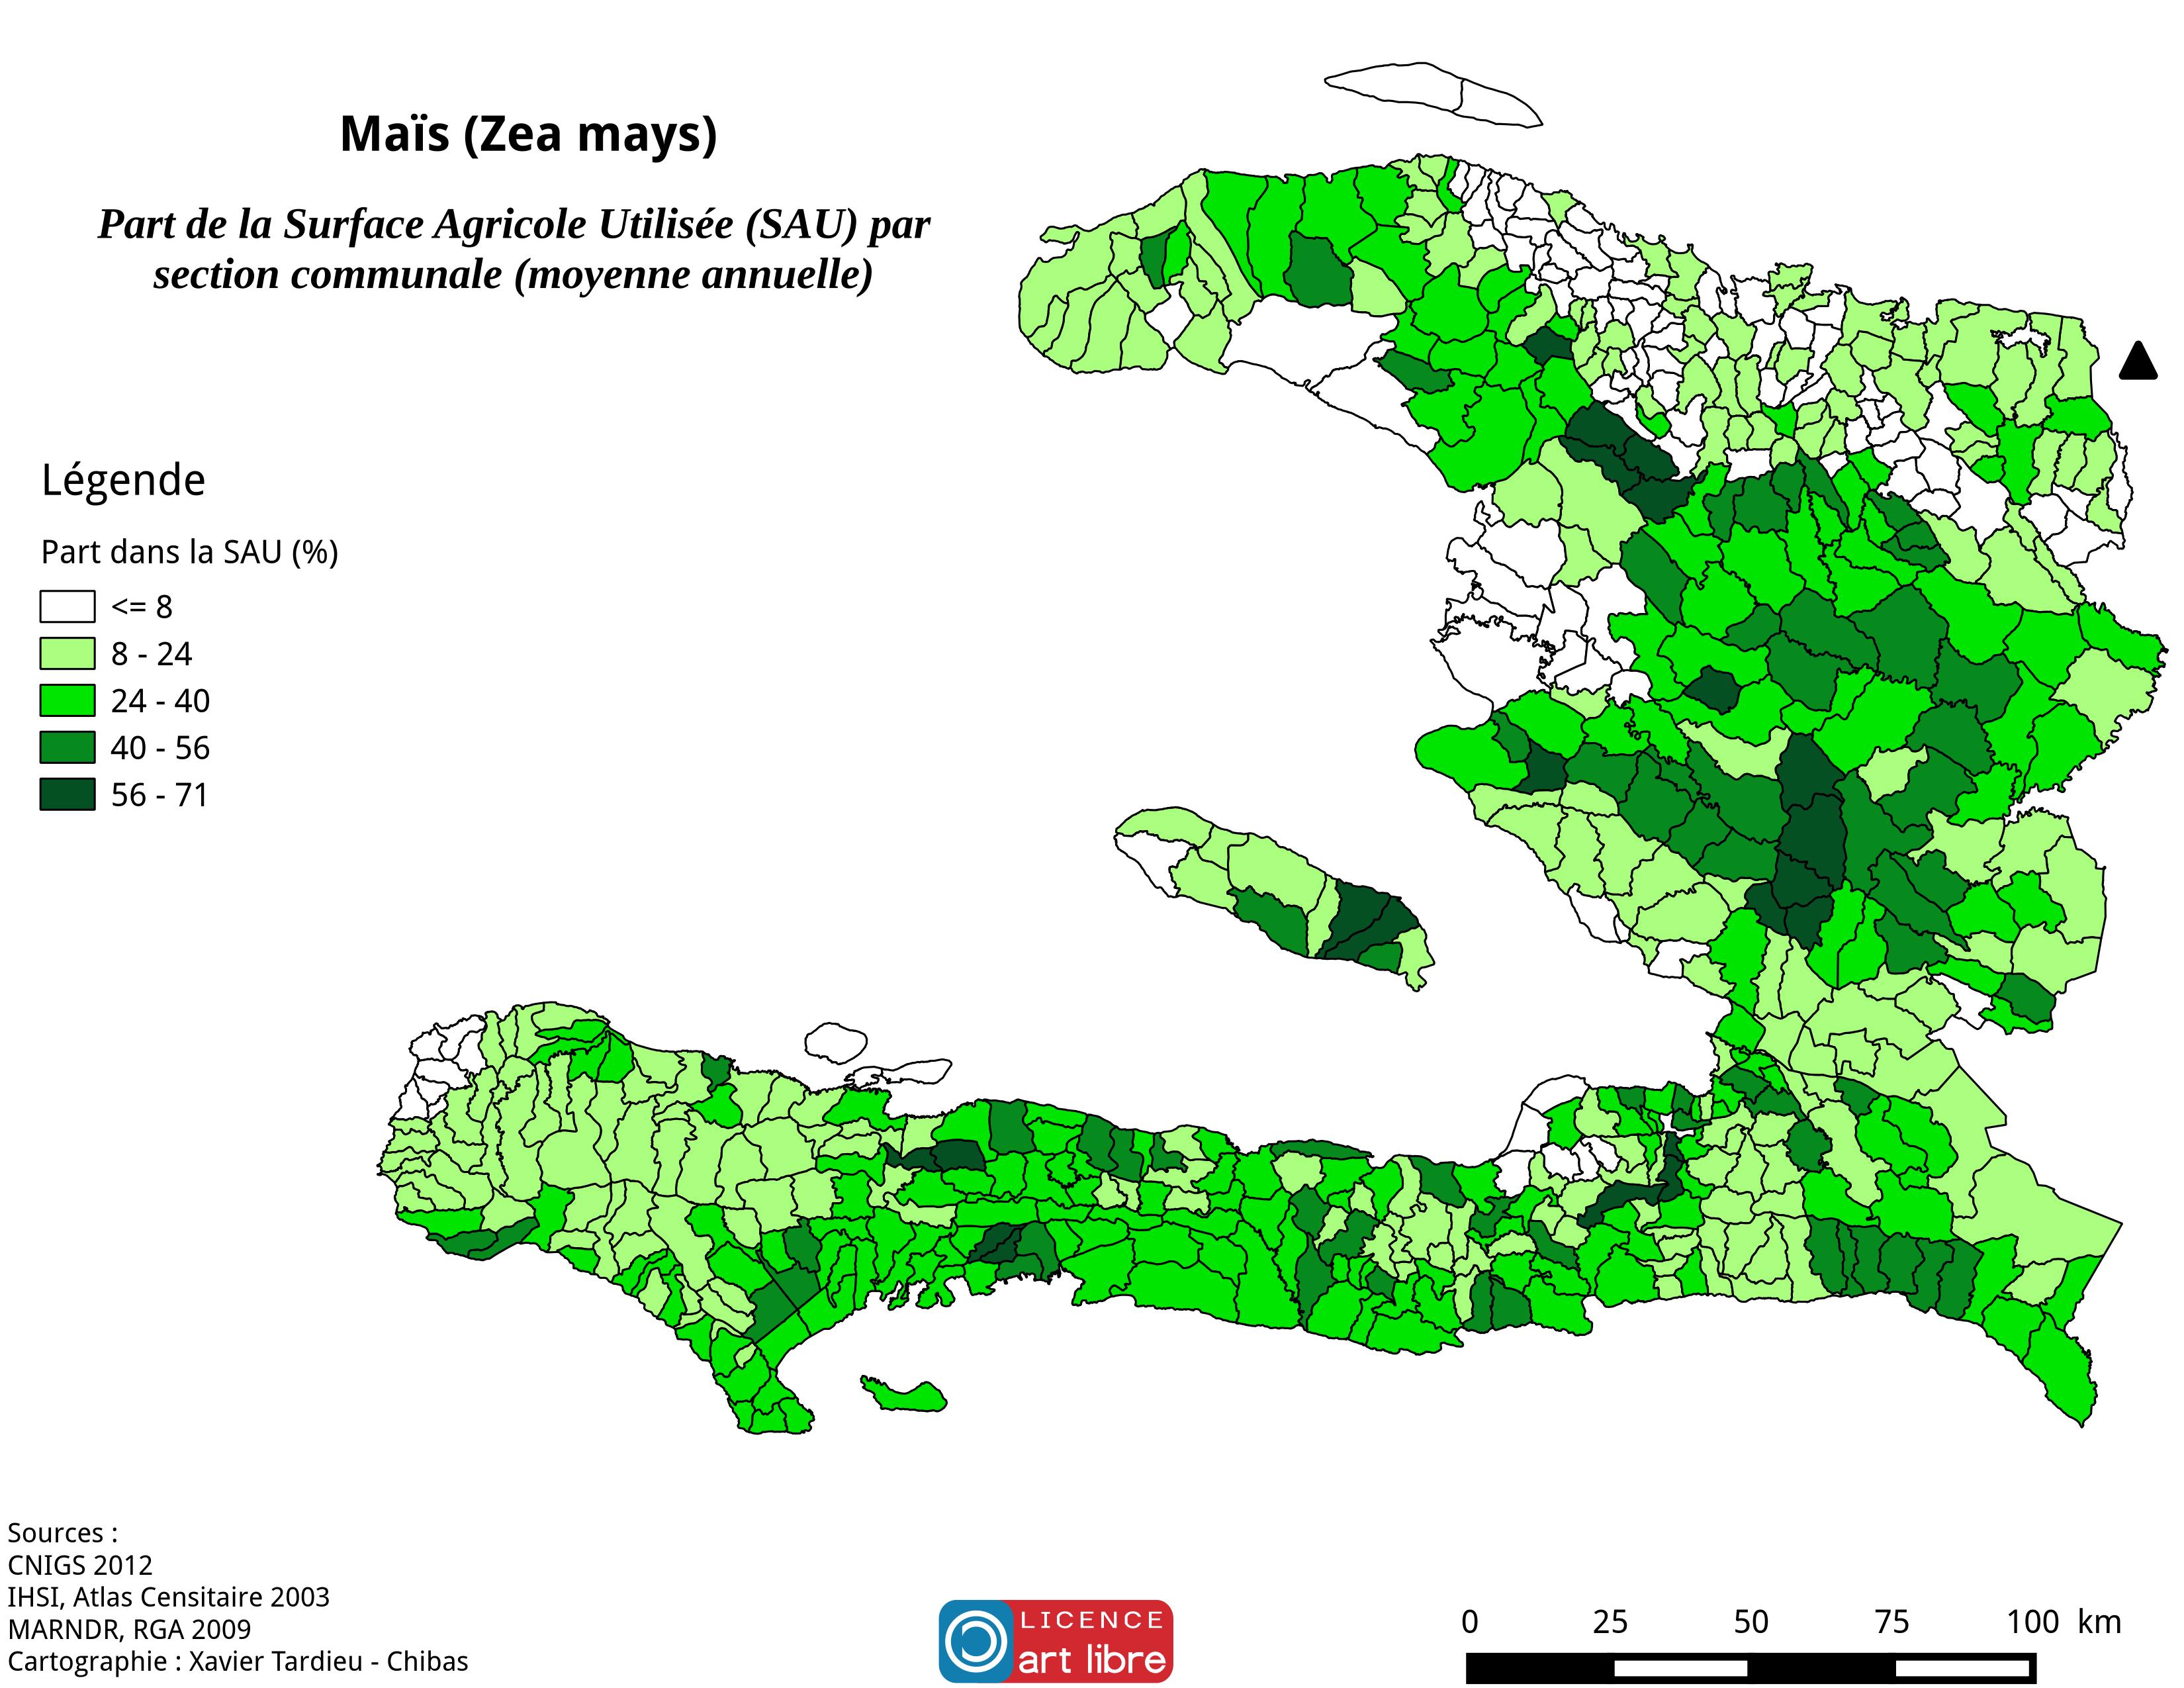 Maïs (Zea mays)
Part de la Surface Agricole Utilisée (SAU) par
section communale (moyenne annuelle)
Légende
Part dans la SAU (%)
<= 8
8 - 24
24 - 40
40 - 56
56 - 71
Sources :
CNIGS 2012
IHSI, Atlas Censitaire 2003
MARNDR, RGA 2009
Cartographie : Xavier Tardieu - Chibas
LICENCE
art libre
0 25 50 75 100 km